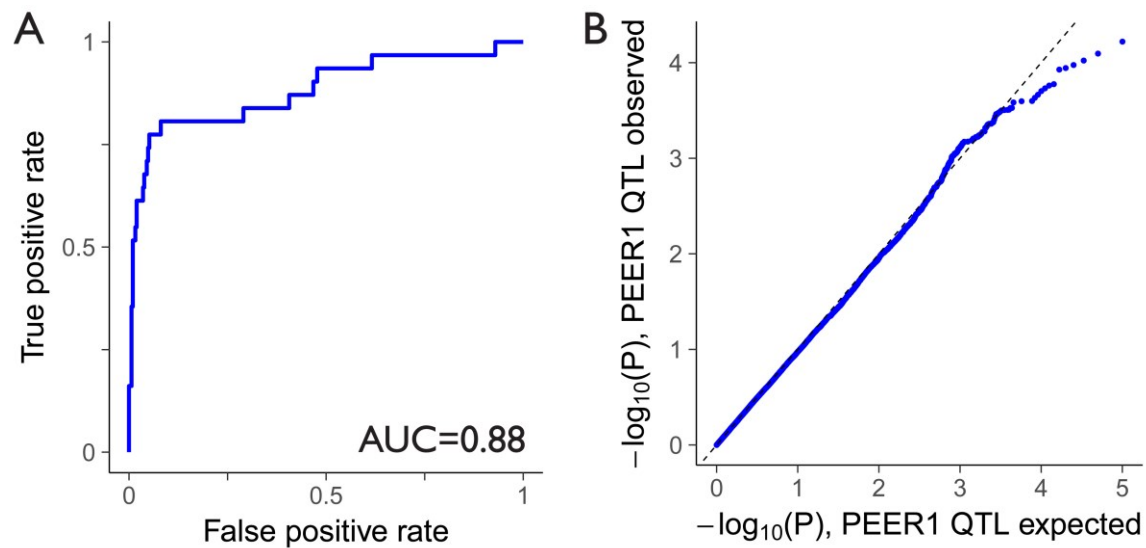 A
1
0.5
0
True positive rate
AUC=0.88
0
0.5
1
False positive rate
B
4
3
2
1
0
−log10(P), PEER1 QTL observed
0
1
2
3
4
5
−log10(P), PEER1 QTL expected